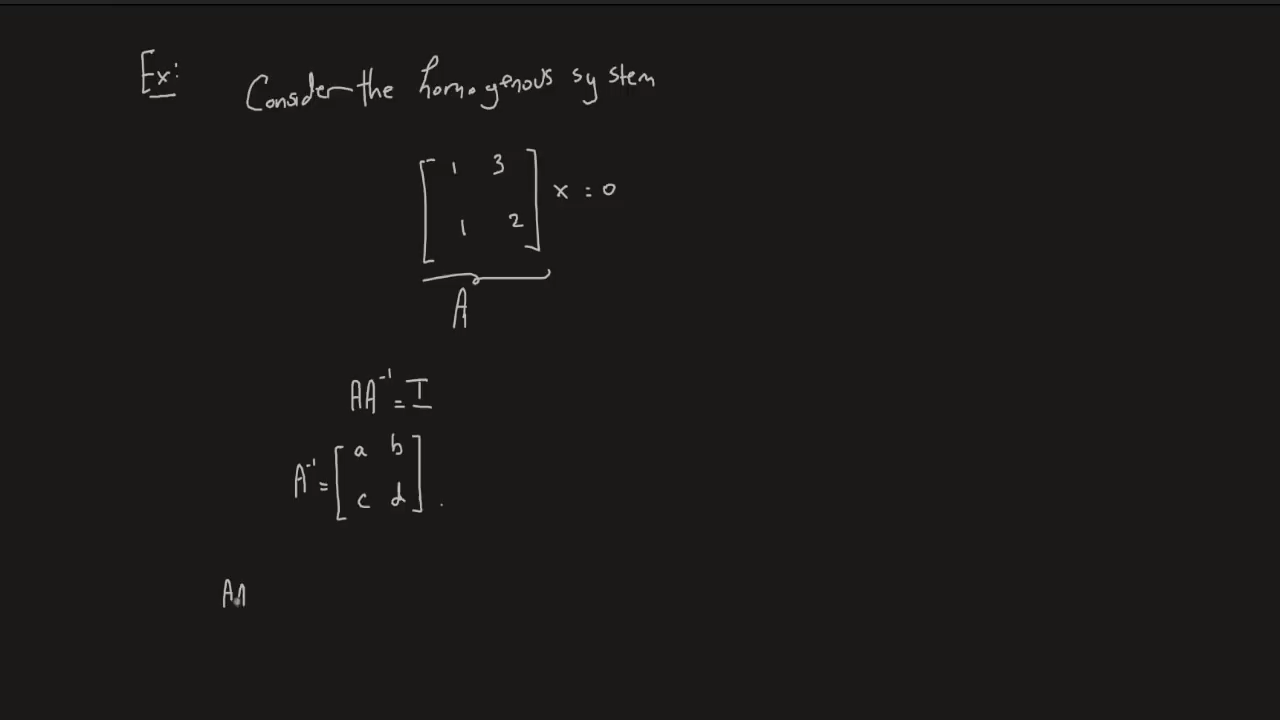 Ex: Consider the homogenous system
[ 1 3
1 2 ] x = 0
A
AA⁻¹ = I
A⁻¹ = [ a b
c d ] .
AA